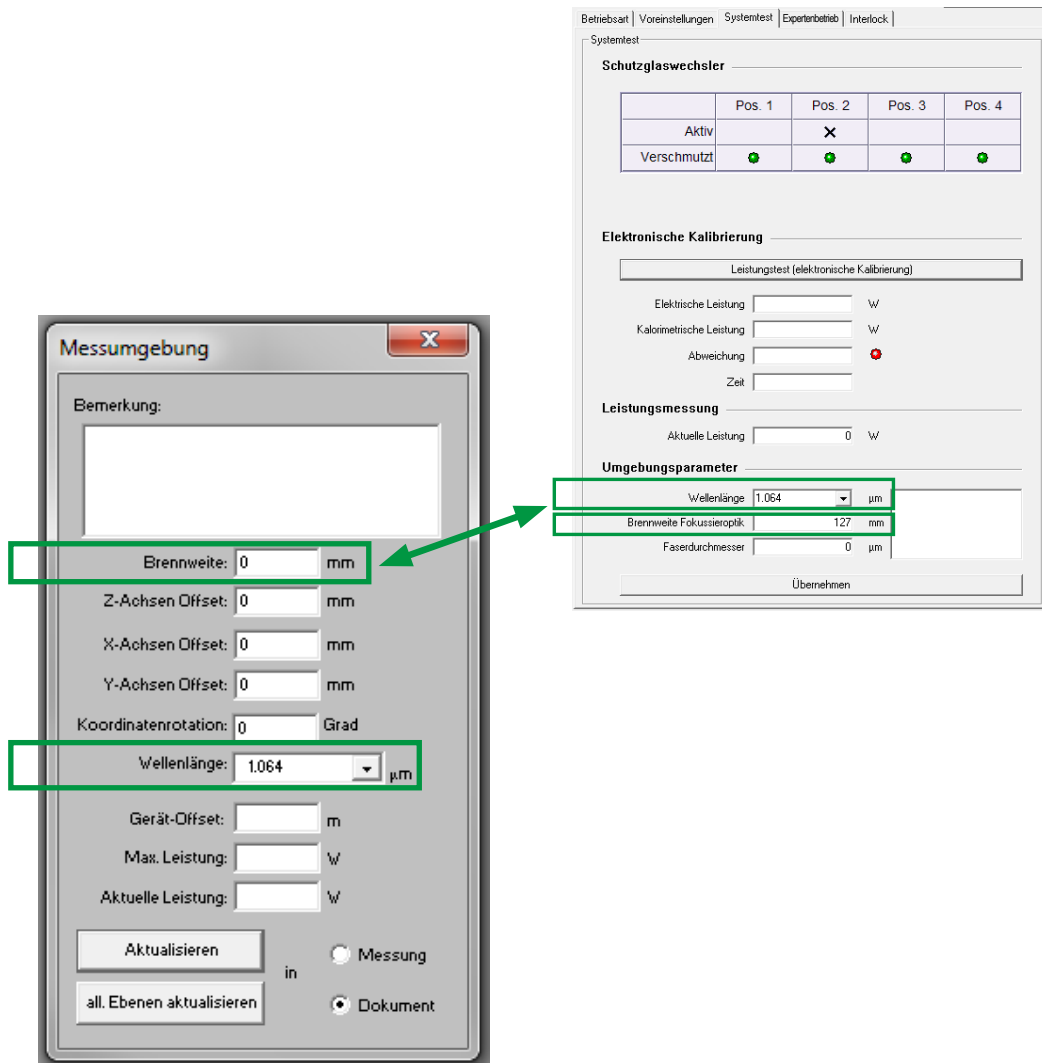 Betriebsart Voreinstellungen Systemtest Expertenbetrieb Interlock
Systemtest
Schutzglaswechsler
Pos. 1 Pos. 2 Pos. 3 Pos. 4
Aktiv ×
Verschmutzt
Elektronische Kalibrierung
Leistungstest (elektronische Kalibrierung)
Elektrische Leistung W
Kalorimetrische Leistung W
Abweichung
Zeit
Leistungsmessung
Aktuelle Leistung 0 W
Umgebungsparameter
Wellenlänge 1.064 µm
Brennweite Fokussieroptik 127 mm
Faserdurchmesser 0 µm
Übernehmen
Messumgebung
Bemerkung:
Brennweite: 0 mm
Z-Achsen Offset: 0 mm
X-Achsen Offset: 0 mm
Y-Achsen Offset: 0 mm
Koordinatenrotation: 0 Grad
Wellenlänge: 1.064 µm
Gerät-Offset: m
Max. Leistung: W
Aktuelle Leistung: W
Aktualisieren
in
Messung
all. Ebenen aktualisieren
Dokument